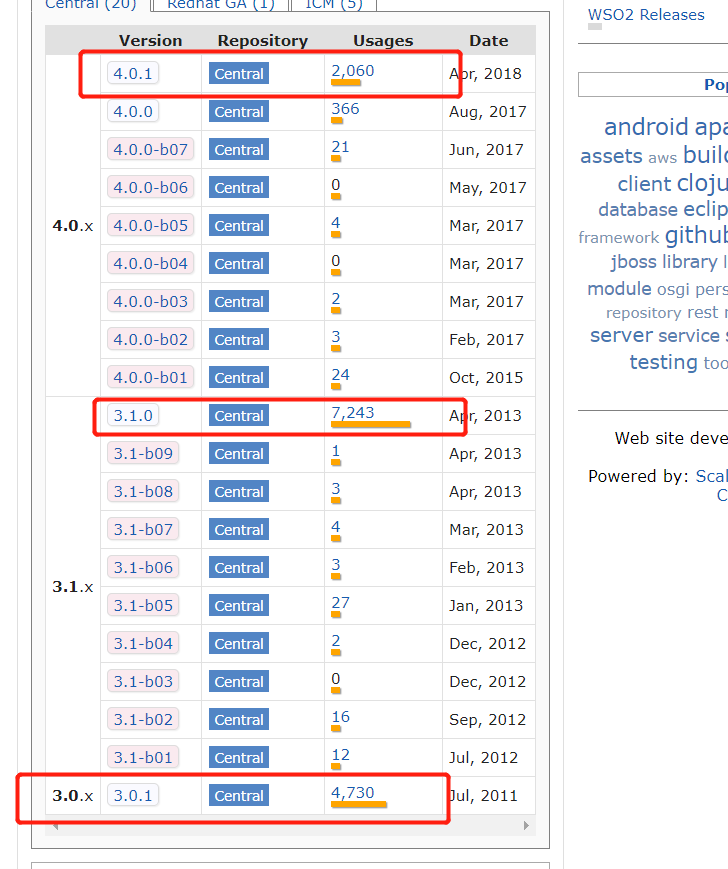 Central (20)
Redhat GA (1)
ICM (5)
Version Repository Usages Date
4.0.x
4.0.1 Central 2,060 Apr, 2018
4.0.0 Central 366 Aug, 2017
4.0.0-b07 Central 21 Jun, 2017
4.0.0-b06 Central 0 May, 2017
4.0.0-b05 Central 4 Mar, 2017
4.0.0-b04 Central 0 Mar, 2017
4.0.0-b03 Central 2 Mar, 2017
4.0.0-b02 Central 3 Feb, 2017
4.0.0-b01 Central 24 Oct, 2015
3.1.x
3.1.0 Central 7,243 Apr, 2013
3.1-b09 Central 1 Apr, 2013
3.1-b08 Central 3 Apr, 2013
3.1-b07 Central 4 Mar, 2013
3.1-b06 Central 3 Feb, 2013
3.1-b05 Central 27 Jan, 2013
3.1-b04 Central 2 Dec, 2012
3.1-b03 Central 0 Dec, 2012
3.1-b02 Central 16 Sep, 2012
3.1-b01 Central 12 Jul, 2012
3.0.x 3.0.1 Central 4,730 Jul, 2011
WSO2 Releases
Pop
android apa
assets aws build
client cloju
database eclip
framework github
jboss library l
module osgi pers
repository rest
server service s
testing too
Web site deve
Powered by: Scal
C